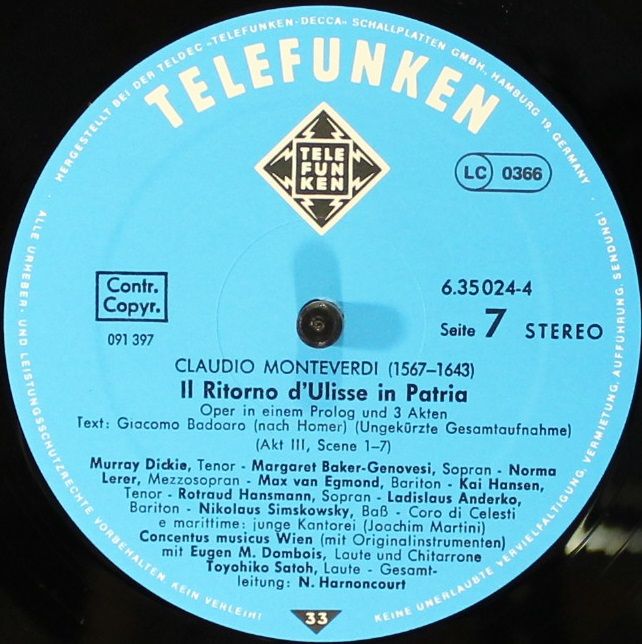 HERGESTELLT BEI DER TELDEC »TELEFUNKEN-DECCA« SCHALLPLATTEN GMBH., HAMBURG 19, GERMANY
TELEFUNKEN
TELE
FUN
KEN
LC 0366
Contr.
Copyr.
091 397
6.35024-4
Seite 7 STEREO
CLAUDIO MONTEVERDI (1567–1643)
Il Ritorno d'Ulisse in Patria
Oper in einem Prolog und 3 Akten
Text: Giacomo Badoaro (nach Homer) (Ungekürzte Gesamtaufnahme)
(Akt III, Scene 1–7)
Murray Dickie, Tenor - Margaret Baker-Genovesi, Sopran - Norma
Lerer, Mezzosopran - Max van Egmond, Bariton - Kai Hansen,
Tenor - Rotraud Hansmann, Sopran - Ladislaus Anderko,
Bariton - Nikolaus Simskowsky, Baß - Coro di Celesti
e marittime: junge Kantorei (Joachim Martini)
Concentus musicus Wien (mit Originalinstrumenten)
mit Eugen M. Dombois, Laute und Chitarrone
Toyohiko Satoh, Laute - Gesamt-
leitung: N. Harnoncourt
33
ALLE URHEBER- UND LEISTUNGSSCHUTZRECHTE VORBEHALTEN KEIN VERLEIH!
KEINE UNERLAUBTE VERVIELFÄLTIGUNG, VERMIETUNG, AUFFÜHRUNG, SENDUNG!